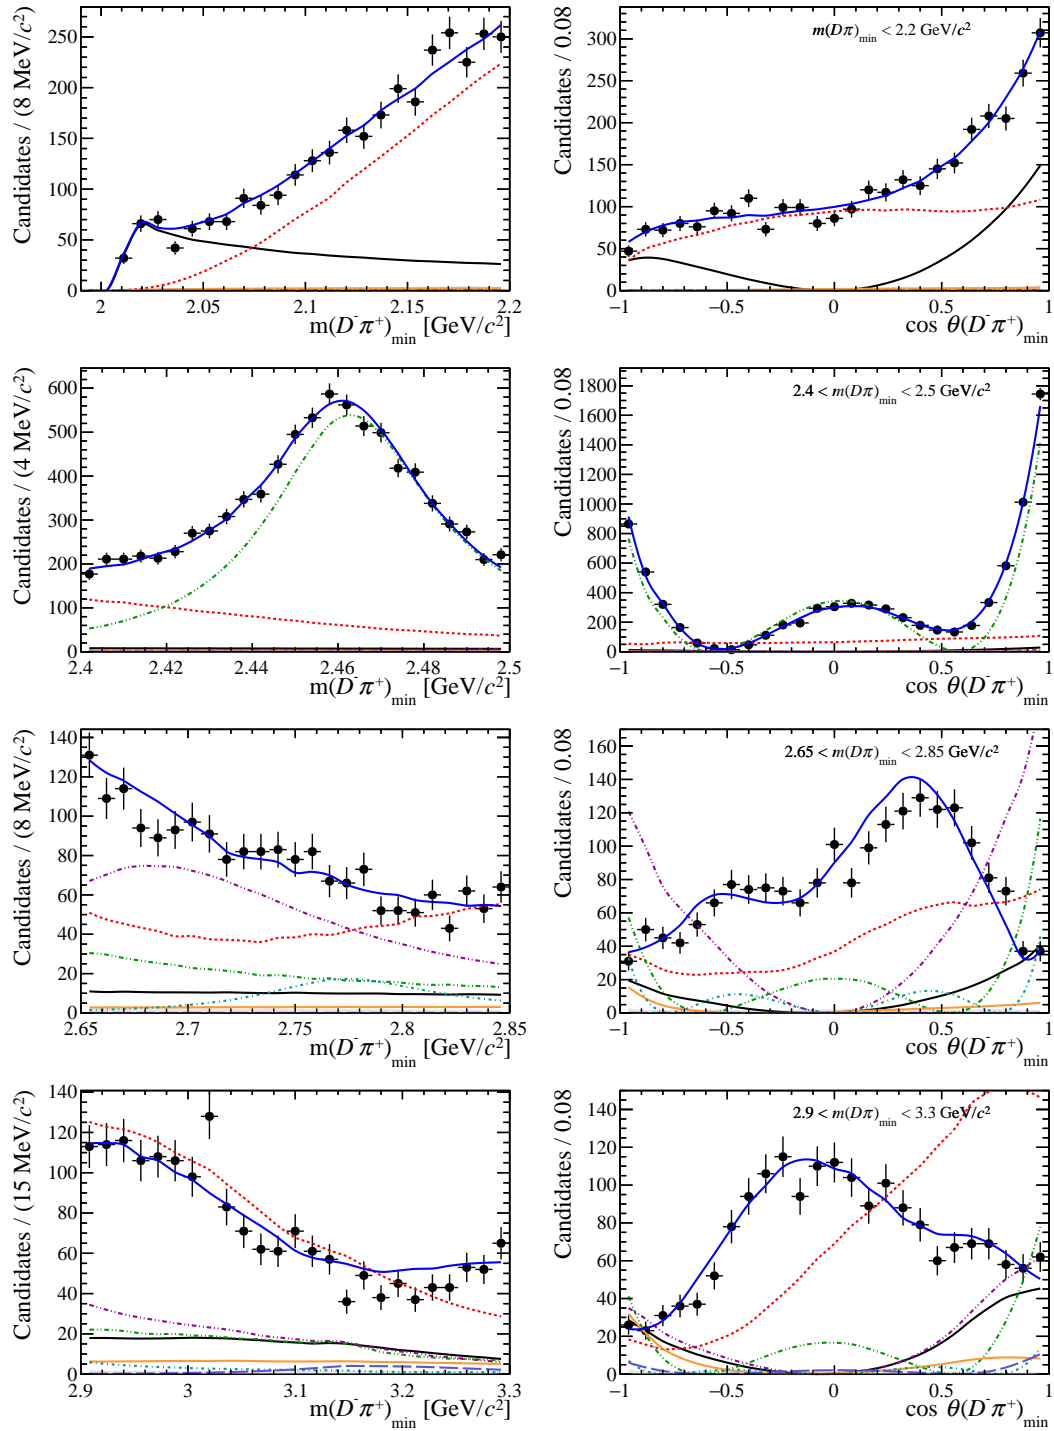 Candidates / (8 MeV/c²)
250
200
150
100
50
0
2 2.05 2.1 2.15 2.2
m(D⁻π⁺)min [GeV/c²]
Candidates / 0.08
m(Dπ)min < 2.2 GeV/c²
300
250
200
150
100
50
0
−1 −0.5 0 0.5 1
cos θ(D⁻π⁺)min
Candidates / (4 MeV/c²)
600
500
400
300
200
100
0
2.4 2.42 2.44 2.46 2.48 2.5
m(D⁻π⁺)min [GeV/c²]
Candidates / 0.08
2.4 < m(Dπ)min < 2.5 GeV/c²
1800
1600
1400
1200
1000
800
600
400
200
0
−1 −0.5 0 0.5 1
cos θ(D⁻π⁺)min
Candidates / (8 MeV/c²)
140
120
100
80
60
40
20
0
2.65 2.7 2.75 2.8 2.85
m(D⁻π⁺)min [GeV/c²]
Candidates / 0.08
2.65 < m(Dπ)min < 2.85 GeV/c²
160
140
120
100
80
60
40
20
0
−1 −0.5 0 0.5 1
cos θ(D⁻π⁺)min
Candidates / (15 MeV/c²)
140
120
100
80
60
40
20
0
2.9 3 3.1 3.2 3.3
m(D⁻π⁺)min [GeV/c²]
Candidates / 0.08
2.9 < m(Dπ)min < 3.3 GeV/c²
140
120
100
80
60
40
20
0
−1 −0.5 0 0.5 1
cos θ(D⁻π⁺)min